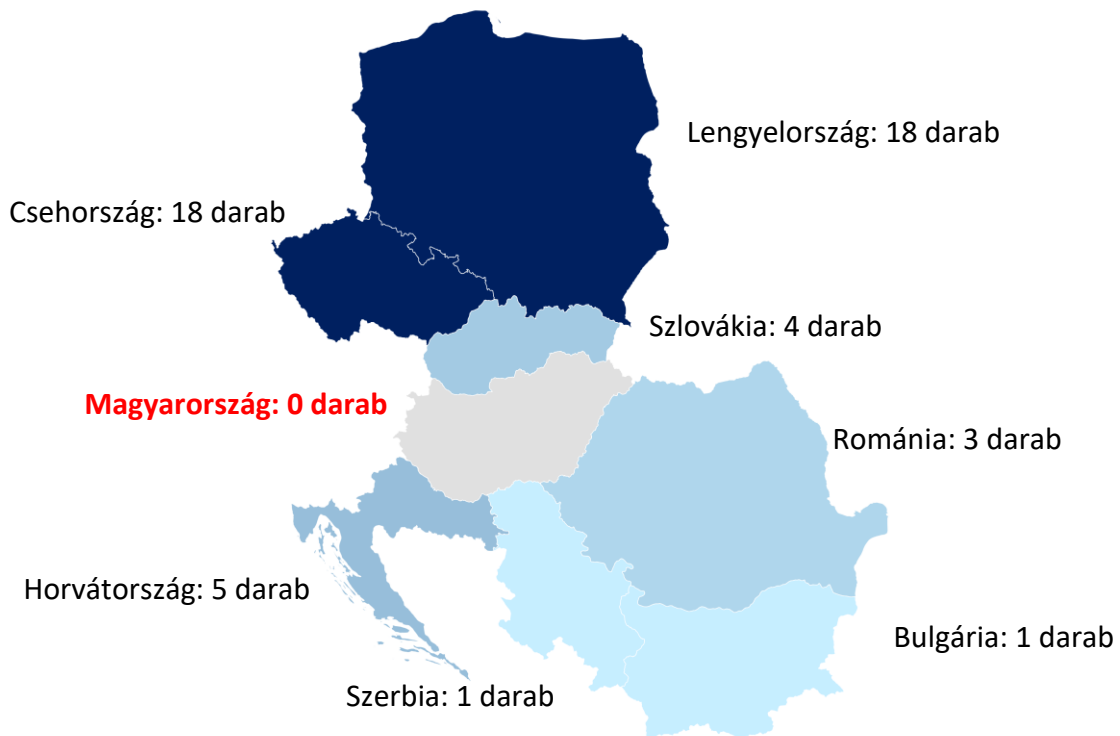 Lengyelország: 18 darab
Csehország: 18 darab
Szlovákia: 4 darab
Magyarország: 0 darab
Románia: 3 darab
Horvátország: 5 darab
Bulgária: 1 darab
Szerbia: 1 darab